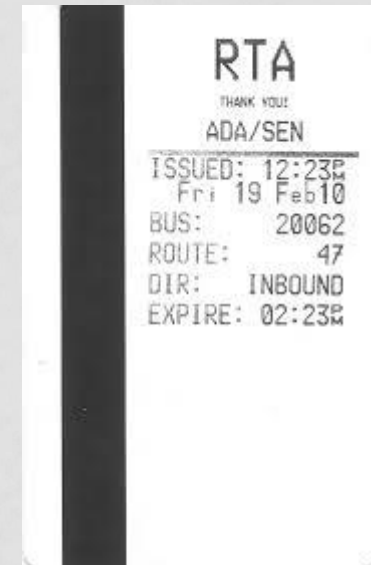 RTA
THANK YOU!
ADA/SEN
ISSUED: 12:23PM
Fri 19 Feb10
BUS: 20062
ROUTE: 47
DIR: INBOUND
EXPIRE: 02:23PM